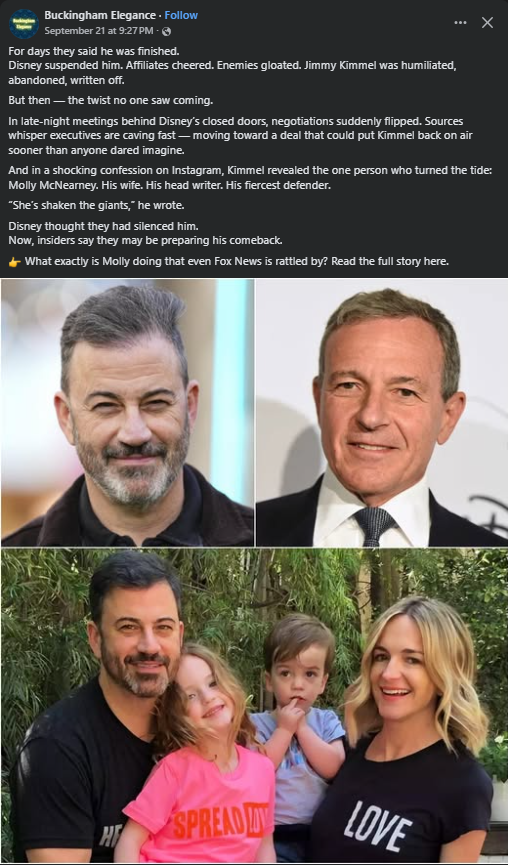 Buckingham Elegance · Follow
September 21 at 9:27 PM ·
For days they said he was finished.
Disney suspended him. Affiliates cheered. Enemies gloated. Jimmy Kimmel was humiliated,
abandoned, written off.
But then — the twist no one saw coming.
In late-night meetings behind Disney's closed doors, negotiations suddenly flipped. Sources
whisper executives are caving fast — moving toward a deal that could put Kimmel back on air
sooner than anyone dared imagine.
And in a shocking confession on Instagram, Kimmel revealed the one person who turned the tide:
Molly McNearney. His wife. His head writer. His fiercest defender.
“She’s shaken the giants,” he wrote.
Disney thought they had silenced him.
Now, insiders say they may be preparing his comeback.
👉 What exactly is Molly doing that even Fox News is rattled by? Read the full story here.
HE
SPREAD LO
LOVE